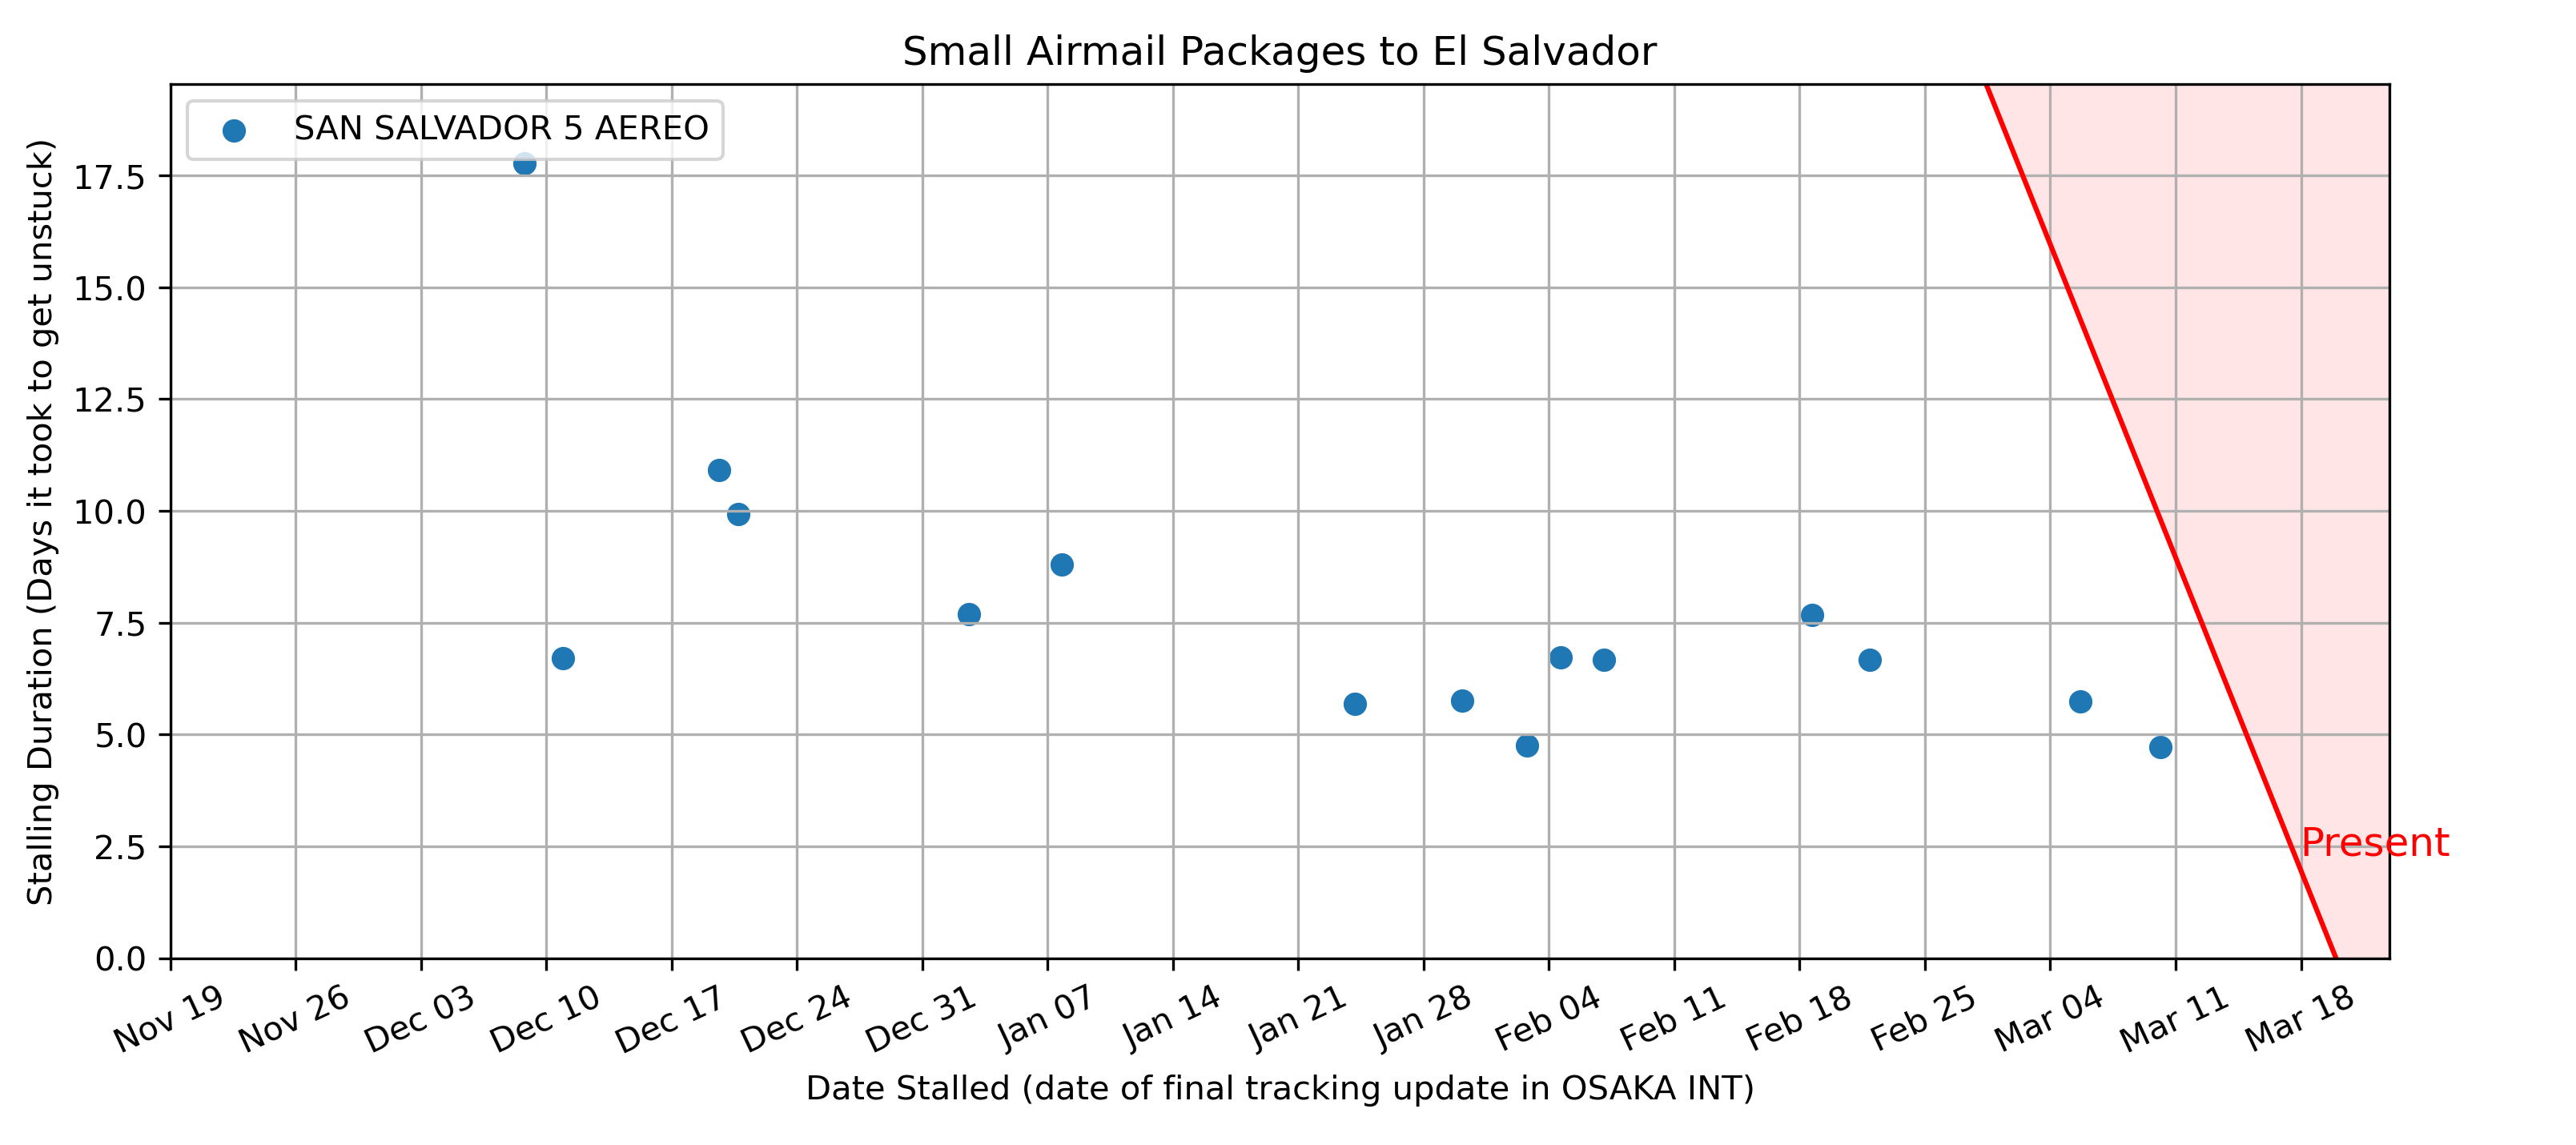 Small Airmail Packages to El Salvador
SAN SALVADOR 5 AEREO
Stalling Duration (Days it took to get unstuck)
17.5
15.0
12.5
10.0
7.5
5.0
2.5
0.0
Present
Nov 19
Nov 26
Dec 03
Dec 10
Dec 17
Dec 24
Dec 31
Jan 07
Jan 14
Jan 21
Jan 28
Feb 04
Feb 11
Feb 18
Feb 25
Mar 04
Mar 11
Mar 18
Date Stalled (date of final tracking update in OSAKA INT)